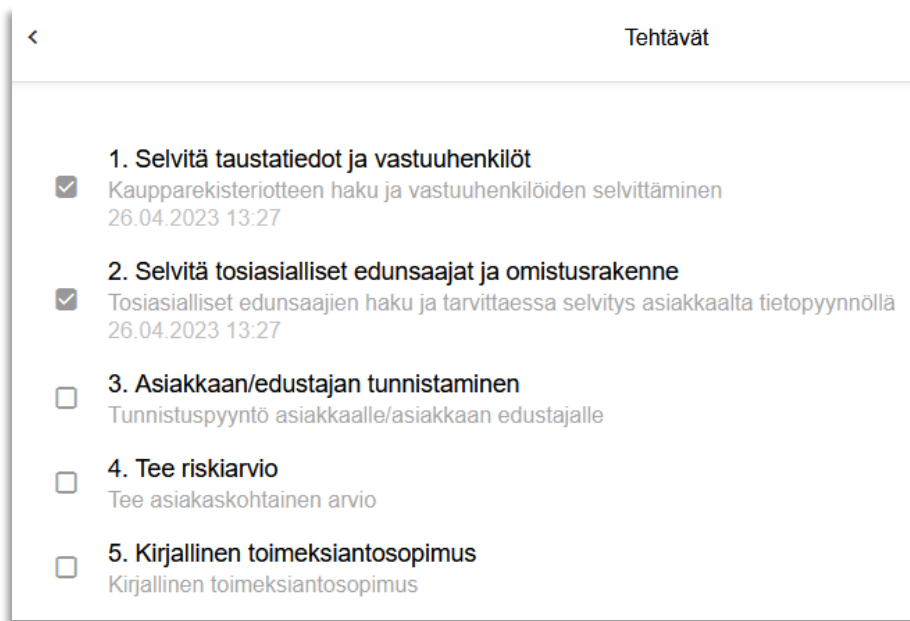 Tehtävät
1. Selvitä taustatiedot ja vastuuhenkilöt
Kaupparekisteriotteen haku ja vastuuhenkilöiden selvittäminen
26.04.2023 13:27
2. Selvitä tosiasialliset edunsaajat ja omistusrakenne
Tosiasialliset edunsaajien haku ja tarvittaessa selvitys asiakkaalta tietopyynnöllä
26.04.2023 13:27
3. Asiakkaan/edustajan tunnistaminen
Tunnistuspyyntö asiakkaalle/asiakkaan edustajalle
4. Tee riskiarvio
Tee asiakaskohtainen arvio
5. Kirjallinen toimeksiantosopimus
Kirjallinen toimeksiantosopimus